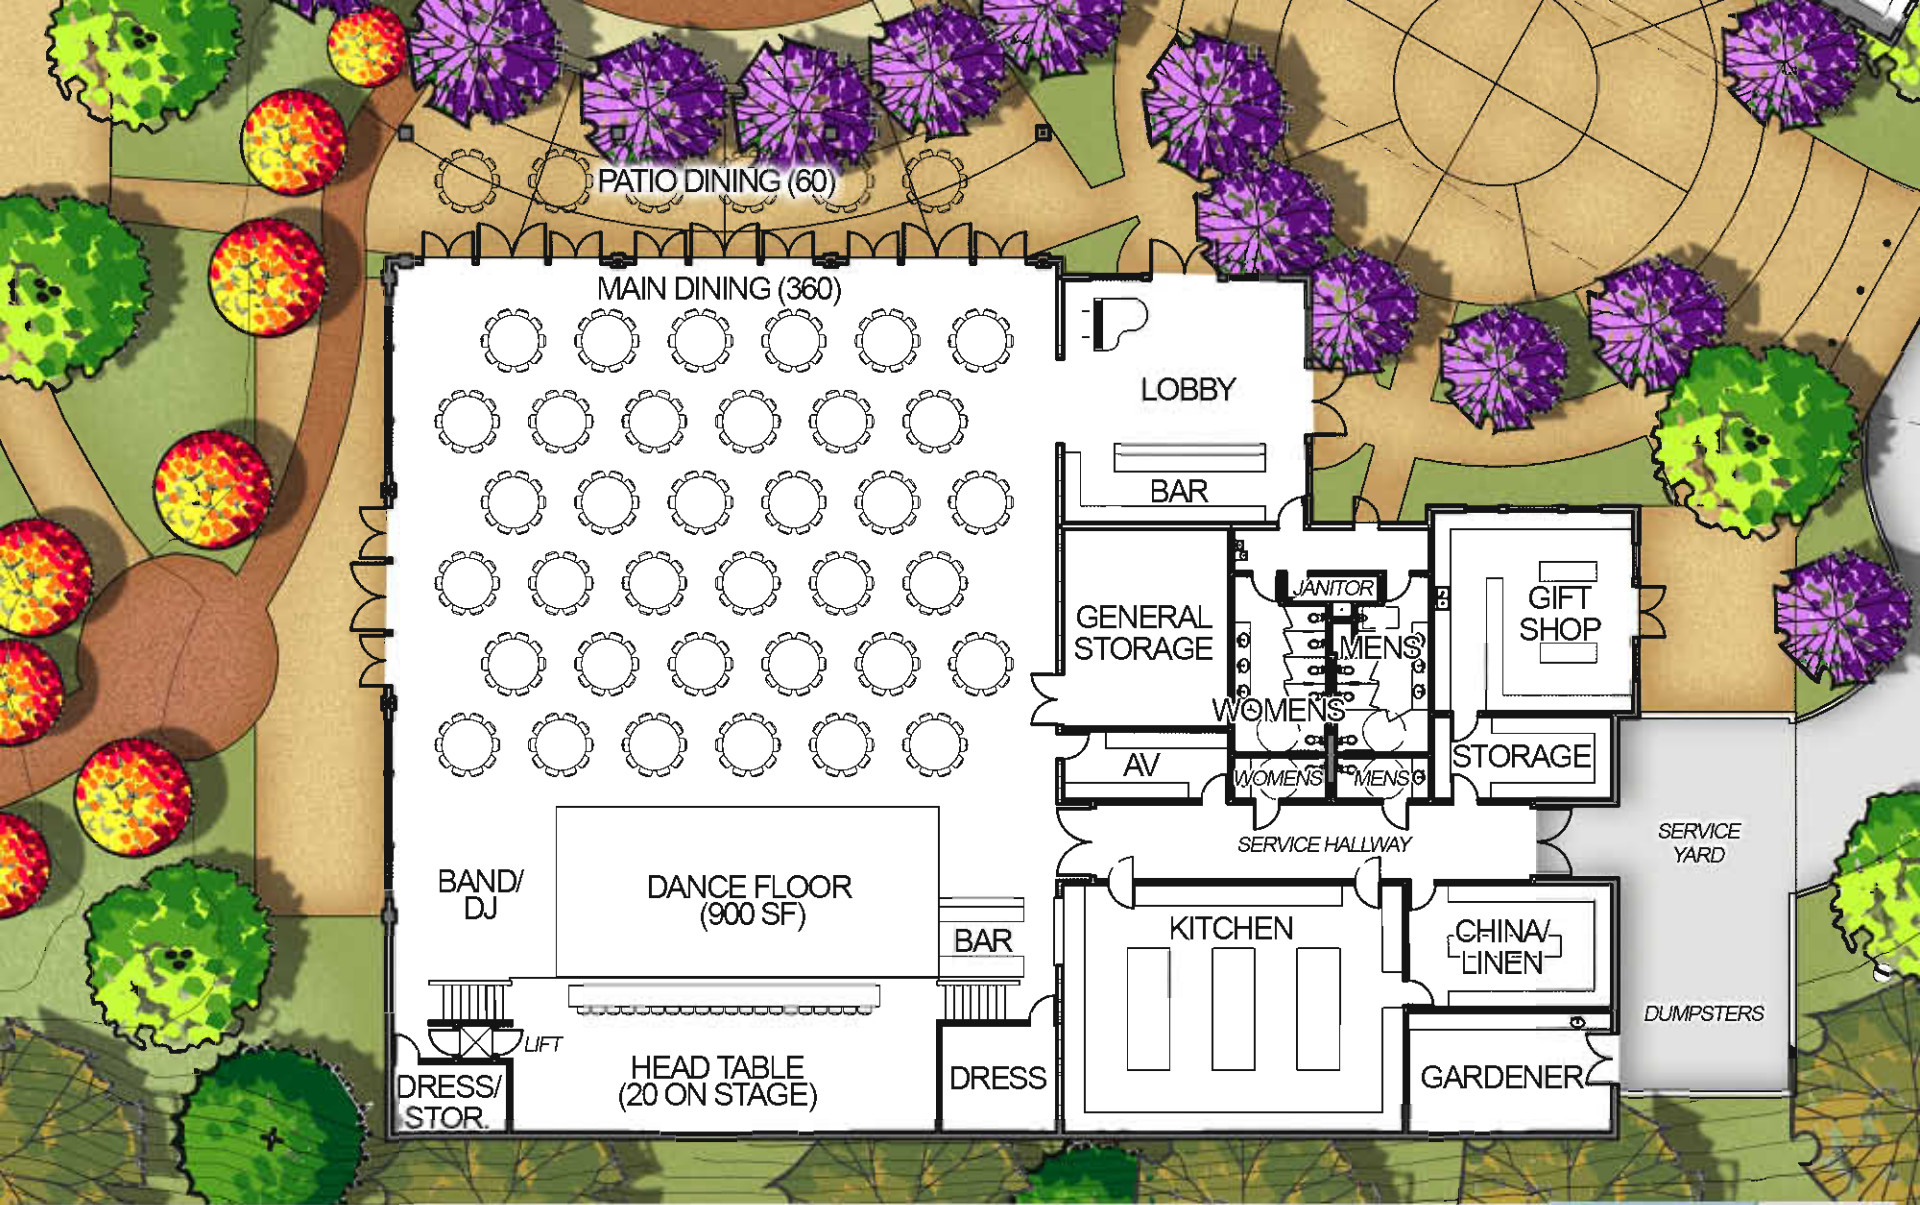 PATIO DINING (60)
MAIN DINING (360)
LOBBY
BAR
GENERAL
STORAGE
JANITOR
MENS
WOMENS
GIFT
SHOP
AV
WOMENS
MENS
STORAGE
SERVICE HALLWAY
SERVICE
YARD
BAND/
DJ
DANCE FLOOR
(900 SF)
BAR
KITCHEN
CHINA/
LINEN
DUMPSTERS
LIFT
HEAD TABLE
(20 ON STAGE)
DRESS/
STOR.
DRESS
GARDENER